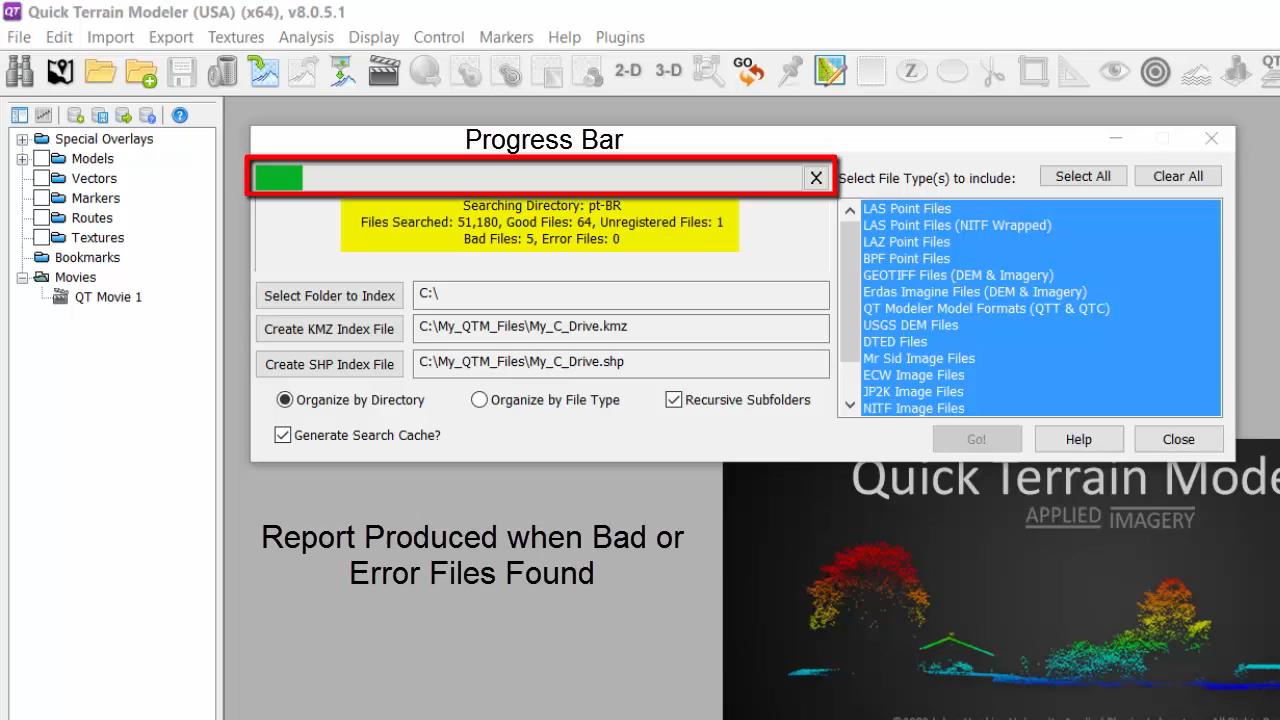 QT Quick Terrain Modeler (USA) (x64), v8.0.5.1
File Edit Import Export Textures Analysis Display Control Markers Help Plugins
2-D 3-D GO Z QT
Special Overlays
Models
Vectors
Markers
Routes
Textures
Bookmarks
Movies
QT Movie 1
Progress Bar
X
Searching Directory: pt-BR
Files Searched: 51,180, Good Files: 64, Unregistered Files: 1
Bad Files: 5, Error Files: 0
Select Folder to Index C:\
Create KMZ Index File C:\My_QTM_Files\My_C_Drive.kmz
Create SHP Index File C:\My_QTM_Files\My_C_Drive.shp
Organize by Directory Organize by File Type Recursive Subfolders
Generate Search Cache?
Select File Type(s) to include: Select All Clear All
LAS Point Files
LAS Point Files (NITF Wrapped)
LAZ Point Files
BPF Point Files
GEOTIFF Files (DEM & Imagery)
Erdas Imagine Files (DEM & Imagery)
QT Modeler Model Formats (QTT & QTC)
USGS DEM Files
DTED Files
Mr Sid Image Files
ECW Image Files
JP2K Image Files
NITF Image Files
Go! Help Close
Report Produced when Bad or
Error Files Found
Quick Terrain Mode
APPLIED IMAGERY